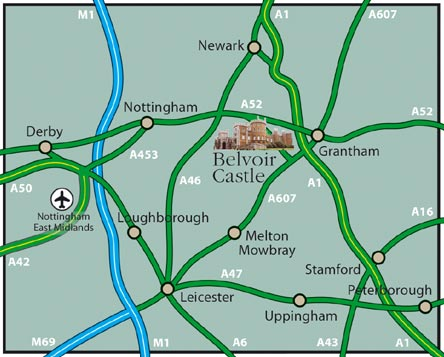 M1
A1
A607
Newark
Nottingham
A52
A52
Derby
Grantham
A453
Belvoir
Castle
A50
A46
A607
A1
Nottingham
East Midlands
Loughborough
A16
Melton
Mowbray
A42
Stamford
A47
Leicester
Peterborough
Uppingham
M69
M1
A6
A43
A1